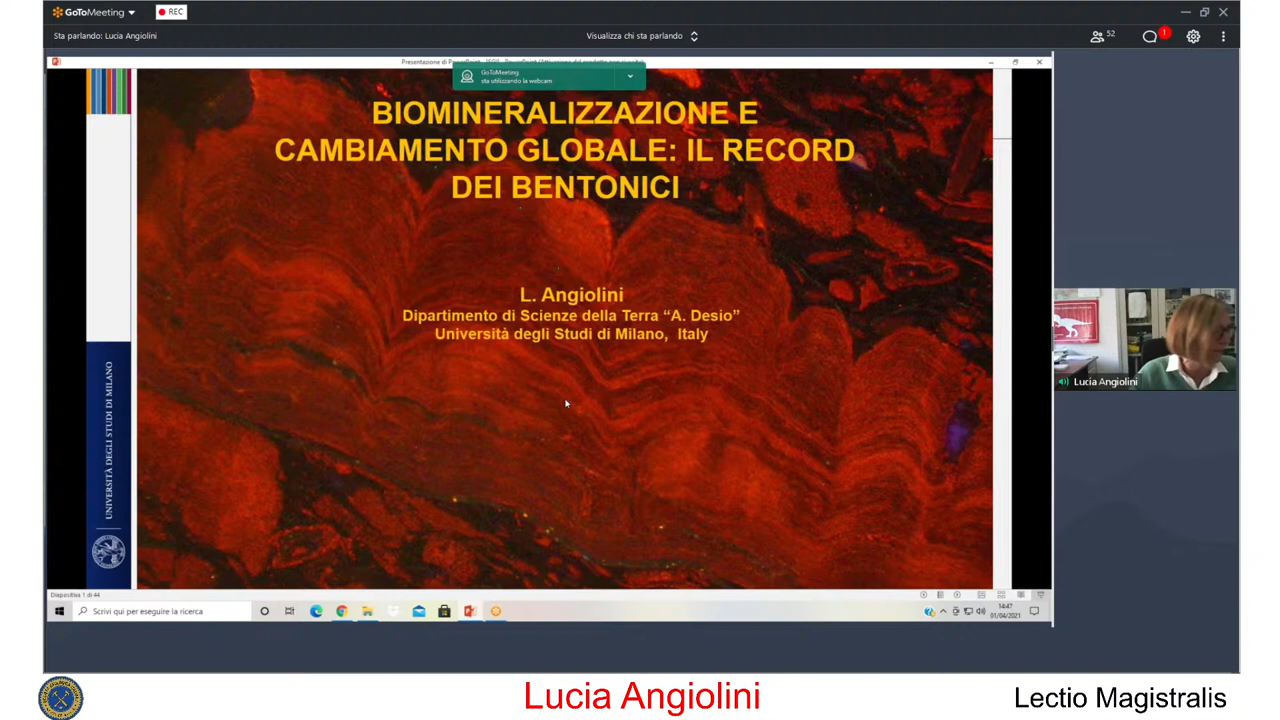 GoToMeeting
REC
Sta parlando: Lucia Angiolini
Visualizza chi sta parlando
52
1
GoToMeeting
sta utilizzando la webcam
BIOMINERALIZZAZIONE E
CAMBIAMENTO GLOBALE: IL RECORD
DEI BENTONICI
L. Angiolini
Dipartimento di Scienze della Terra “A. Desio”
Università degli Studi di Milano, Italy
UNIVERSITÀ DEGLI STUDI DI MILANO
Lucia Angiolini
Diapositiva 1 di 44
Scrivi qui per eseguire la ricerca
14:47
01/04/2021
Lucia Angiolini
Lectio Magistralis